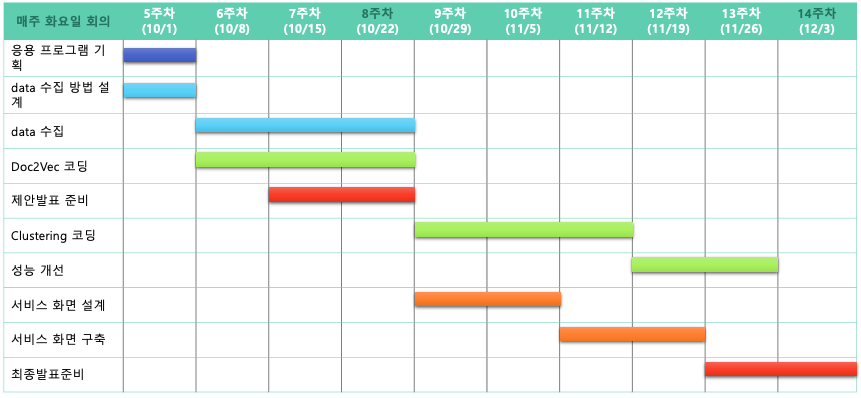 매주 화요일 회의
5주차
(10/1)
6주차
(10/8)
7주차
(10/15)
8주차
(10/22)
9주차
(10/29)
10주차
(11/5)
11주차
(11/12)
12주차
(11/19)
13주차
(11/26)
14주차
(12/3)
응용 프로그램 기
획
data 수집 방법 설
계
data 수집
Doc2Vec 코딩
제안발표 준비
Clustering 코딩
성능 개선
서비스 화면 설계
서비스 화면 구축
최종발표준비